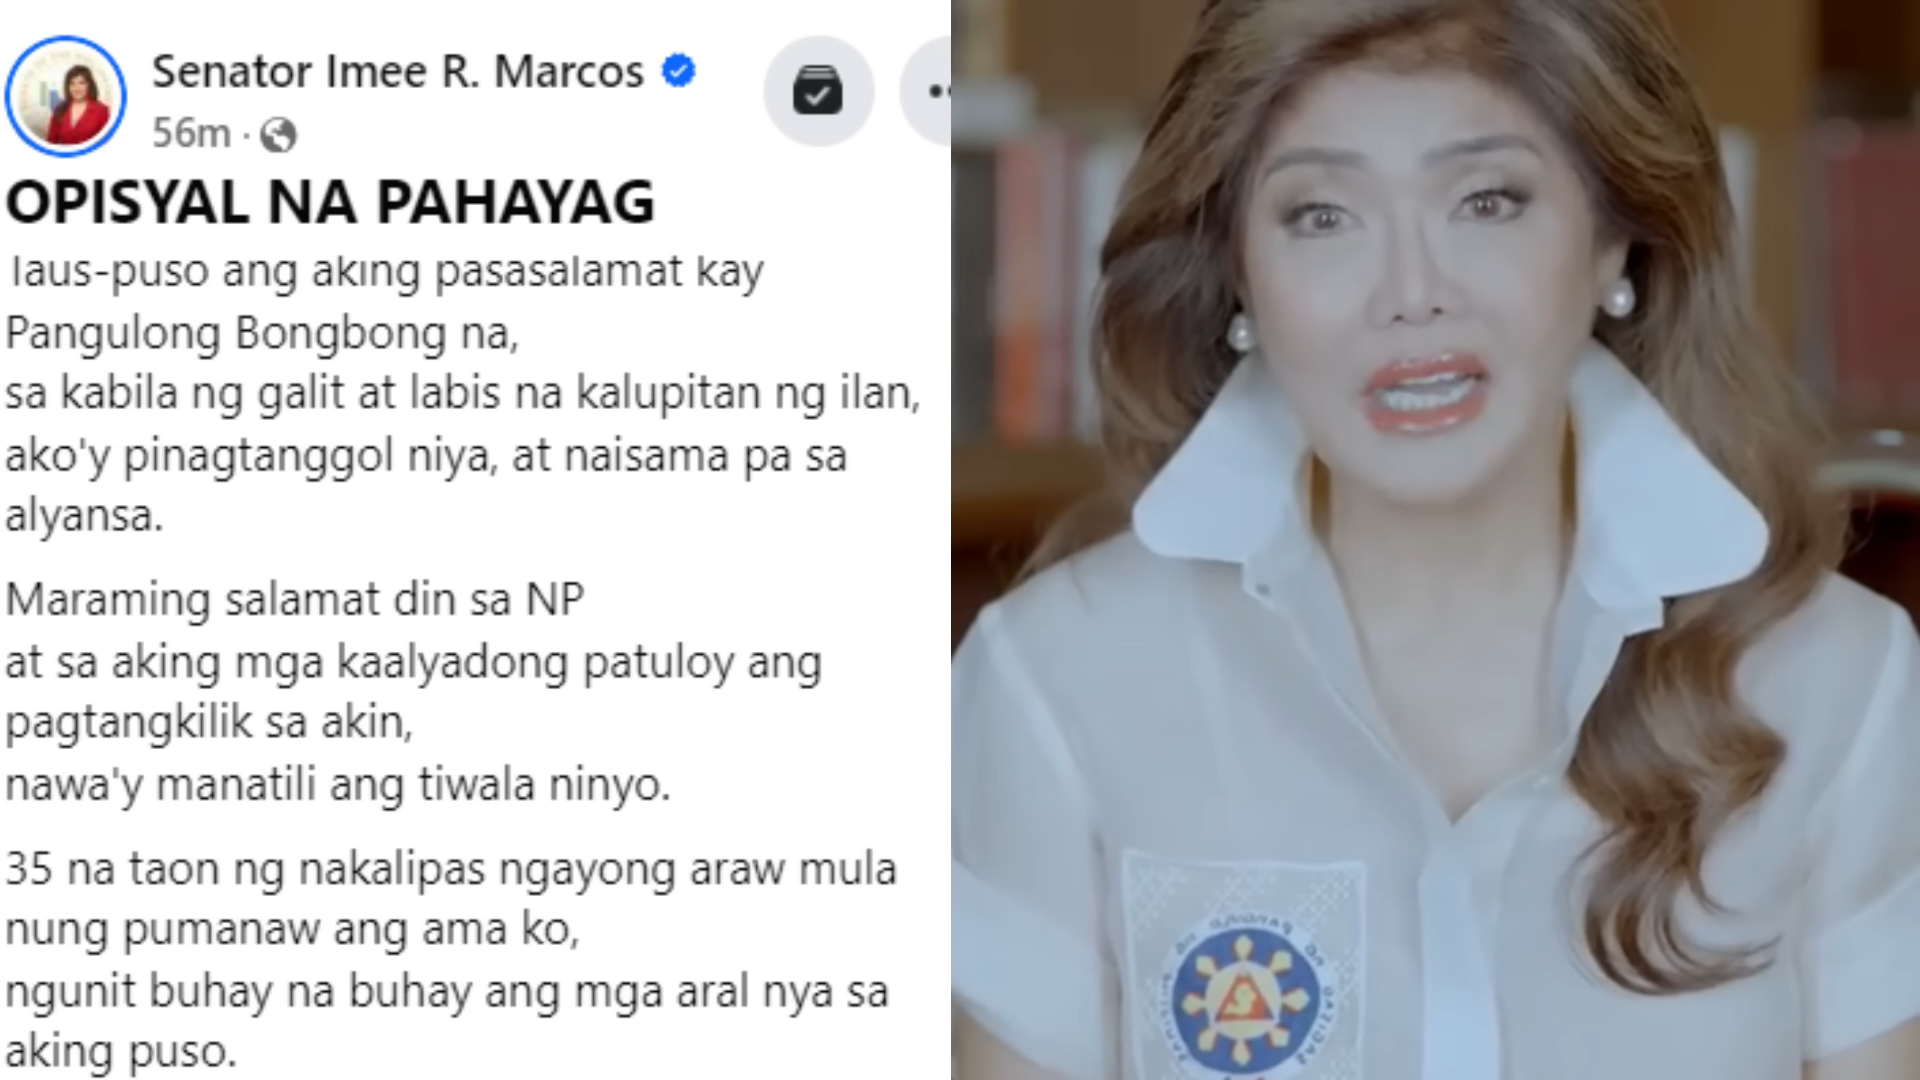 Senator Imee R. Marcos
56m ·
OPISYAL NA PAHAYAG
Taus-puso ang aking pasasalamat kay
Pangulong Bongbong na,
sa kabila ng galit at labis na kalupitan ng ilan,
ako'y pinagtanggol niya, at naisama pa sa
alyansa.
Maraming salamat din sa NP
at sa aking mga kaalyadong patuloy ang
pagtangkilik sa akin,
nawa'y manatili ang tiwala ninyo.
35 na taon ng nakalipas ngayong araw mula
nung pumanaw ang ama ko,
ngunit buhay na buhay ang mga aral nya sa
aking puso.